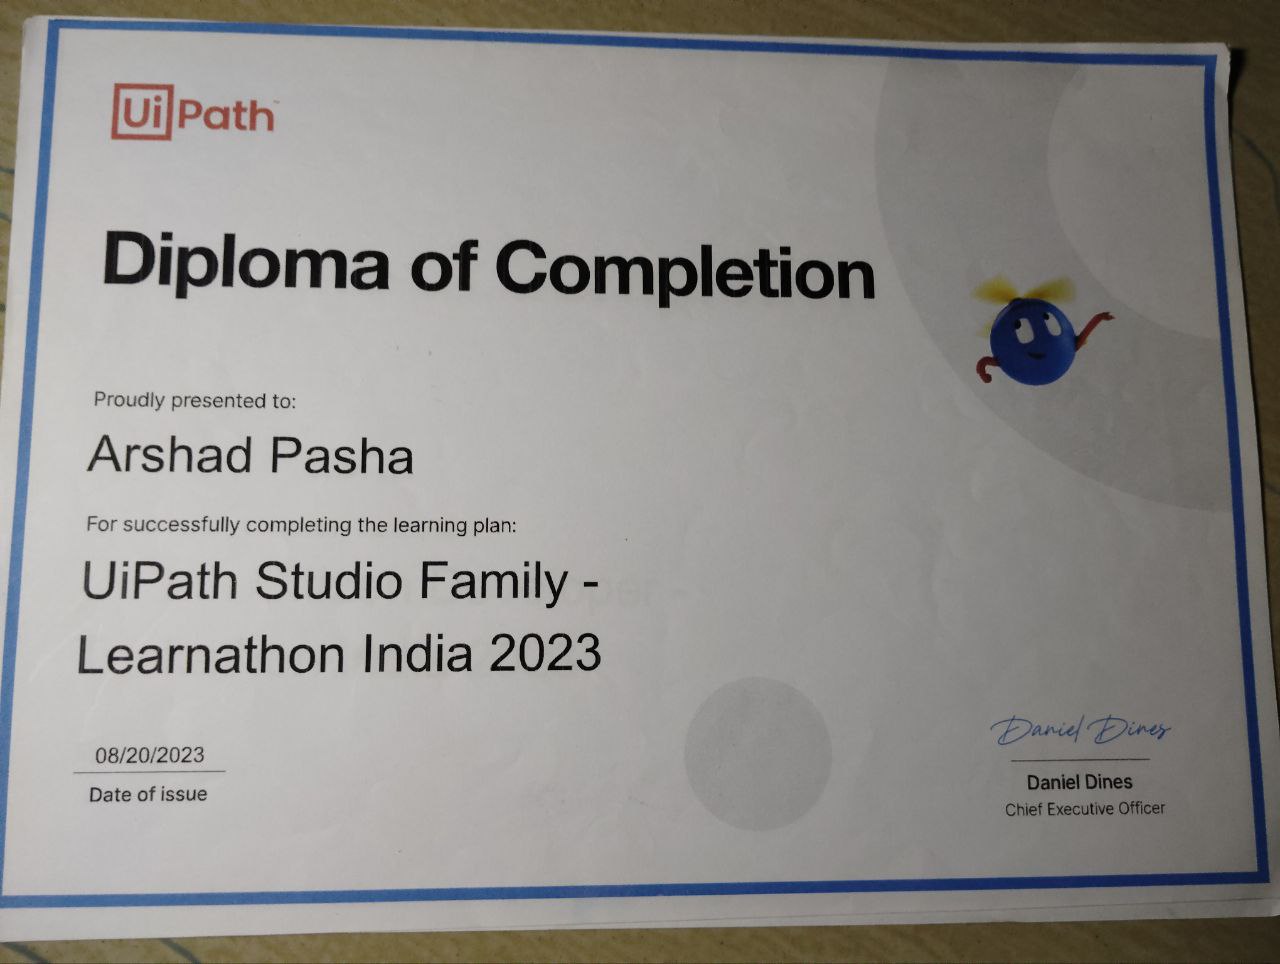 UiPath™
Diploma of Completion
Proudly presented to:
Arshad Pasha
For successfully completing the learning plan:
UiPath Studio Family -
Learnathon India 2023
08/20/2023
Date of issue
Daniel Dines
Daniel Dines
Chief Executive Officer